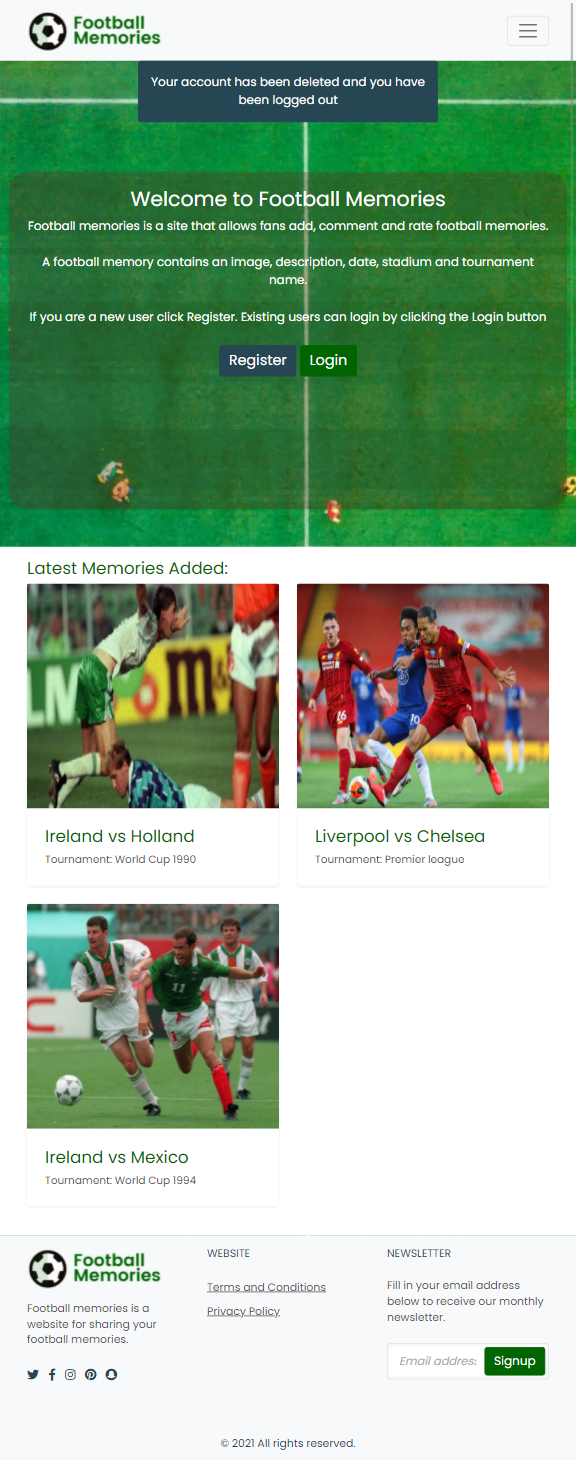 Football
Memories
Your account has been deleted and you have
been logged out
Welcome to Football Memories
Football memories is a site that allows fans add, comment and rate football memories.
A football memory contains an image, description, date, stadium and tournament
name.
If you are a new user click Register. Existing users can login by clicking the Login button
Register Login
Latest Memories Added:
LM
m
26
10
Ireland vs Holland
Tournament: World Cup 1990
Liverpool vs Chelsea
Tournament: Premier league
C
11
Ireland vs Mexico
Tournament: World Cup 1994
Football
Memories
Football memories is a
website for sharing your
football memories.
WEBSITE
Terms and Conditions
Privacy Policy
NEWSLETTER
Fill in your email address
below to receive our monthly
newsletter.
Email address
Signup
© 2021 All rights reserved.